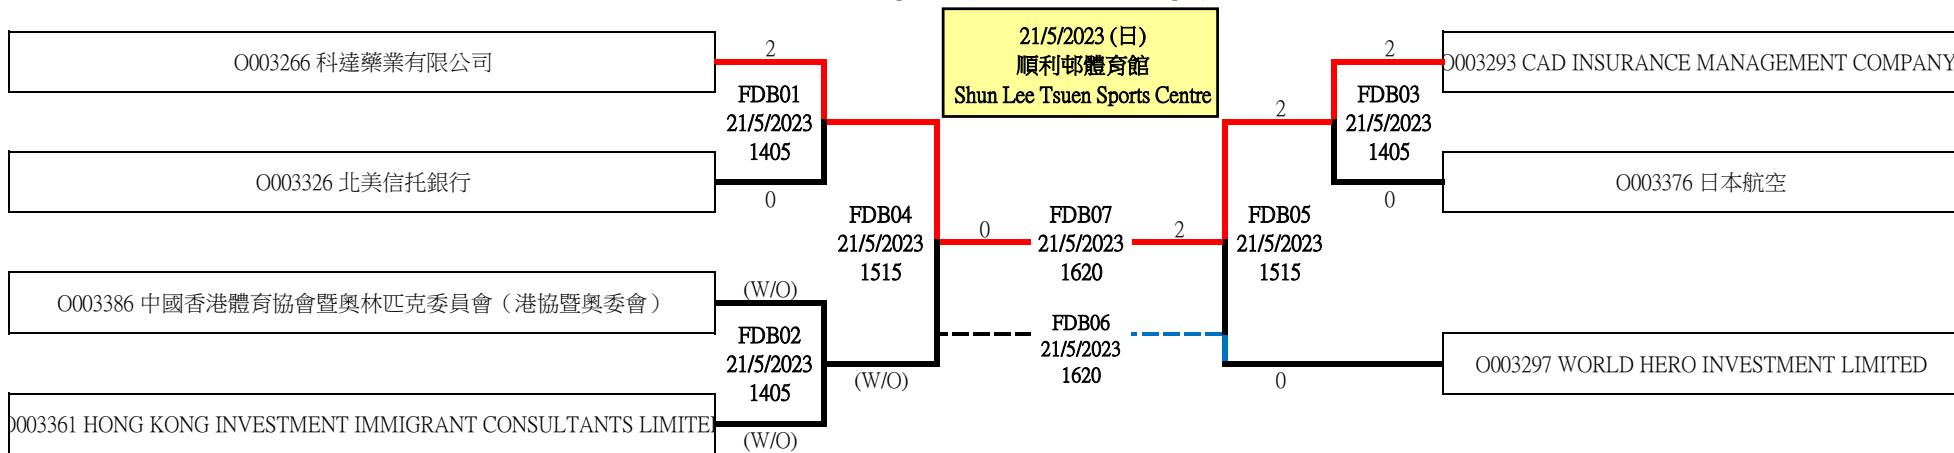 21/5/2023 (日)
順利邨體育館
Shun Lee Tsuen Sports Centre
O003266 科達藥業有限公司
2
FDB01
21/5/2023
1405
O003326 北美信托銀行
0
O003386 中國香港體育協會暨奧林匹克委員會（港協暨奧委會）
(W/O)
FDB02
21/5/2023
1405
O003361 HONG KONG INVESTMENT IMMIGRANT CONSULTANTS LIMITE
(W/O)
FDB04
21/5/2023
1515
(W/O)
0
FDB07
21/5/2023
1620
2
FDB06
21/5/2023
1620
2
FDB05
21/5/2023
1515
0
2
FDB03
21/5/2023
1405
0
O003293 CAD INSURANCE MANAGEMENT COMPANY
O003376 日本航空
O003297 WORLD HERO INVESTMENT LIMITED